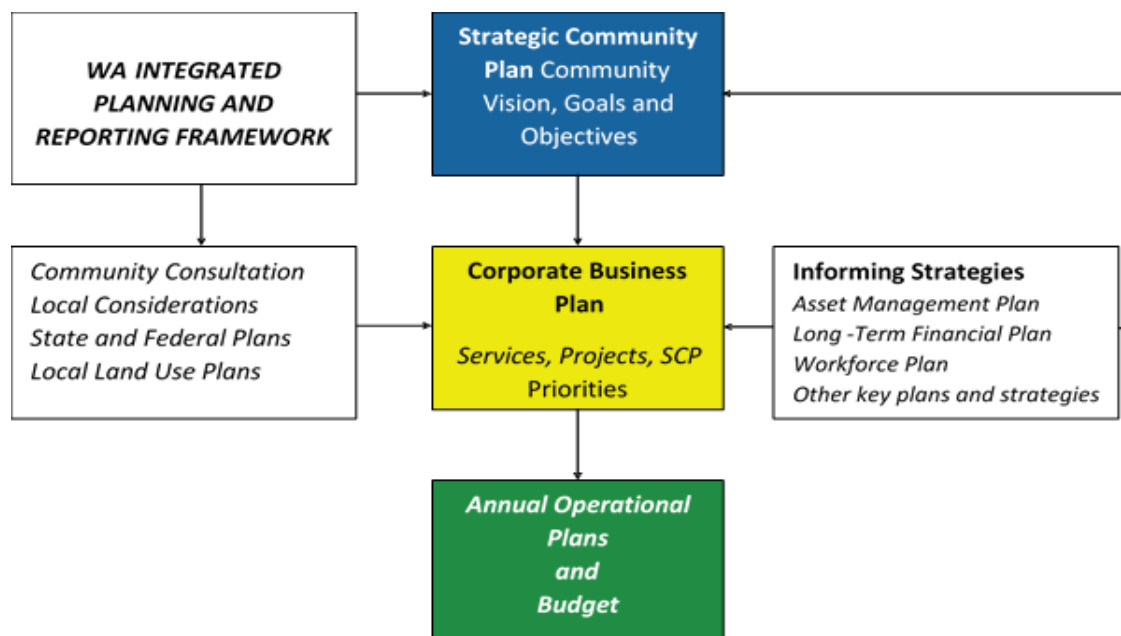 WA INTEGRATED
PLANNING AND
REPORTING FRAMEWORK
Strategic Community
Plan Community
Vision, Goals and
Objectives
Community Consultation
Local Considerations
State and Federal Plans
Local Land Use Plans
Corporate Business
Plan
Services, Projects, SCP
Priorities
Informing Strategies
Asset Management Plan
Long -Term Financial Plan
Workforce Plan
Other key plans and strategies
Annual Operational
Plans
and
Budget